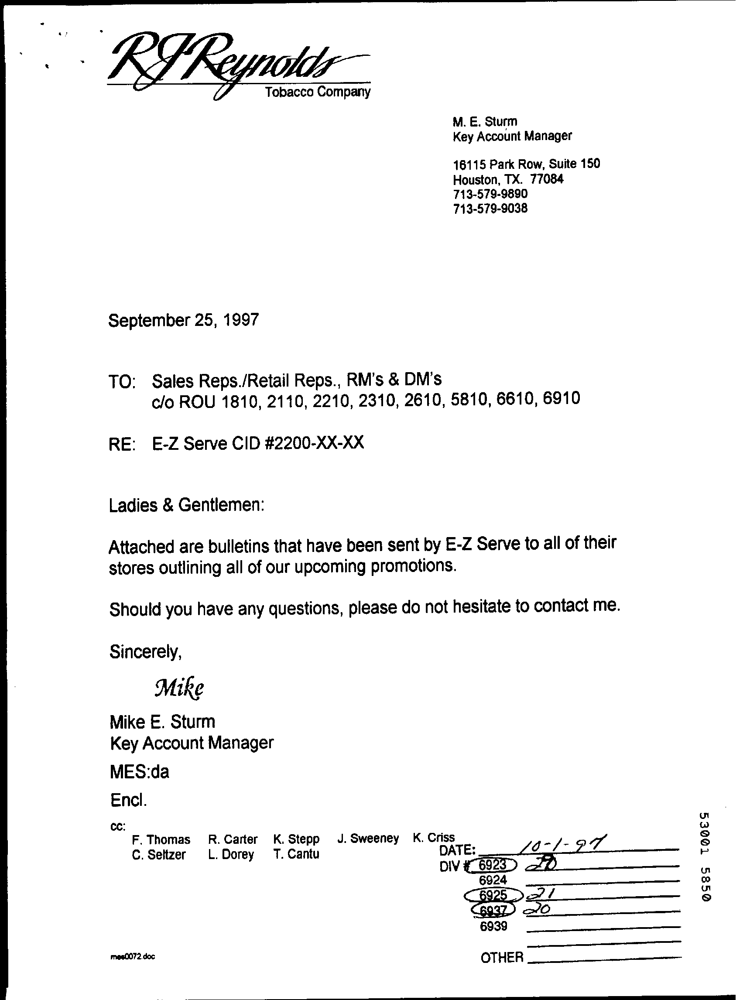 RJReynolds
Tobacco Company
M. E. Sturm
Key Account Manager
16115 Park Row, Suite 150
Houston, TX. 77084
713-579-9890
713-579-9038
September 25, 1997
TO: Sales Reps./Retail Reps., RM's & DM's
c/o ROU 1810, 2110, 2210, 2310, 2610, 5810, 6610, 6910
RE: E-Z Serve CID #2200-XX-XX
Ladies & Gentlemen:
Attached are bulletins that have been sent by E-Z Serve to all of their
stores outlining all of our upcoming promotions.
Should you have any questions, please do not hesitate to contact me.
Sincerely,
Mike
Mike E. Sturm
Key Account Manager
MES:da
Encl.
cc:
F. Thomas R. Carter K. Stepp J. Sweeney K. Criss
C. Seltzer L. Dorey T. Cantu
DATE: 10-1-97
DIV # 6923
6924
6925 21
6937 20
6939
OTHER
mes0072.doc
53001 5850